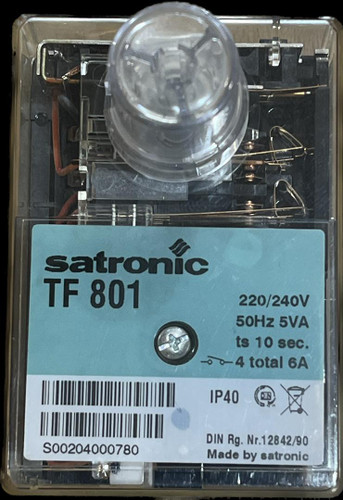 satronic
TF 801
220/240V
50Hz 5VA
ts 10 sec.
4 total 6A
IP40
S00204000780
DIN Rg. Nr.12842/90
Made by satronic